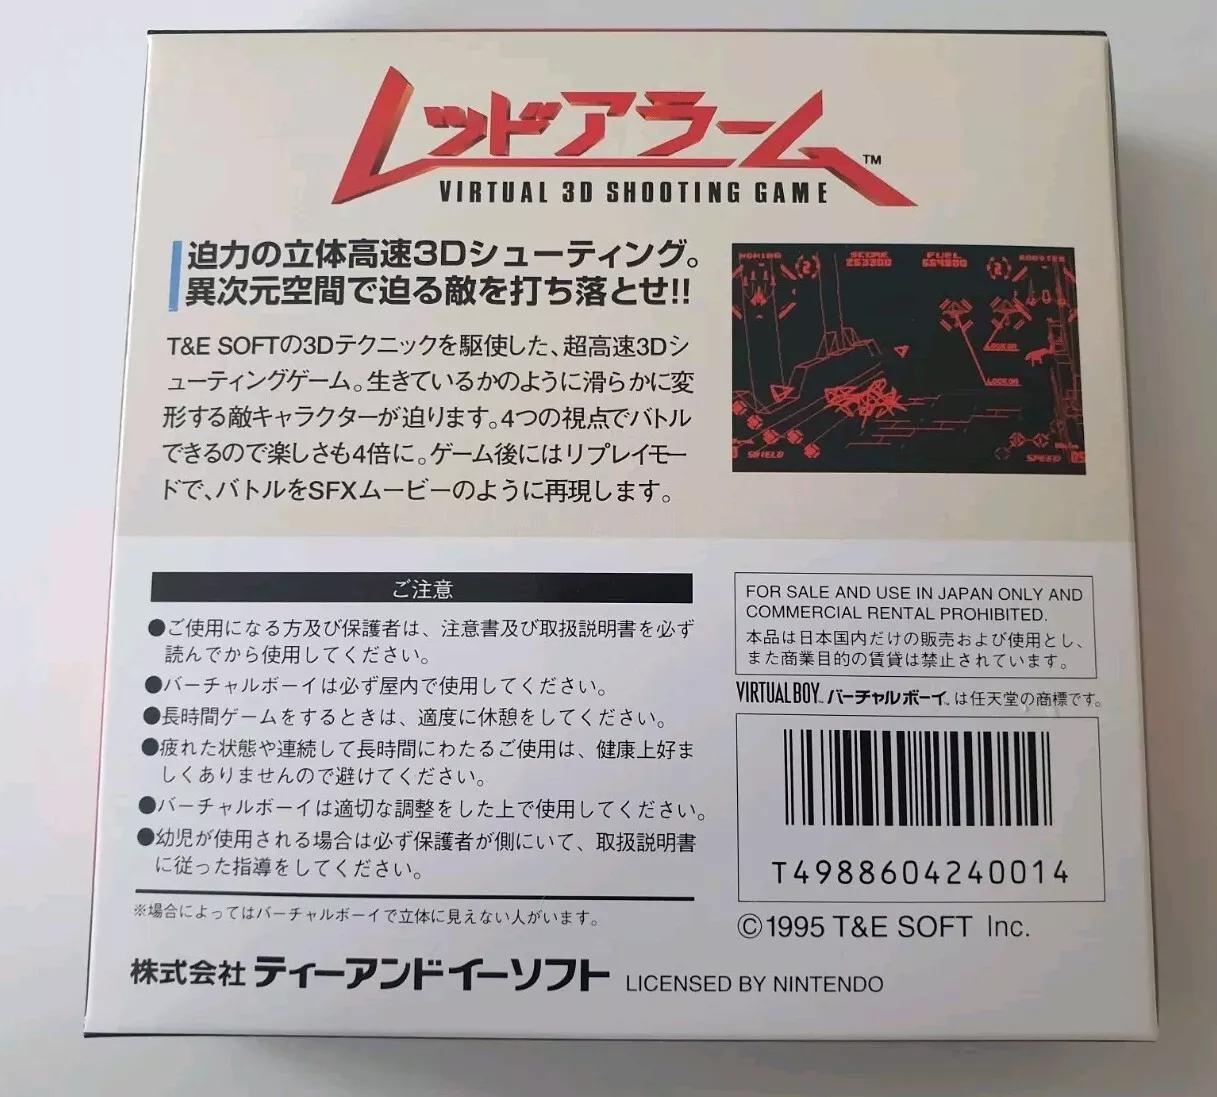 レッドアラーム™
VIRTUAL 3D SHOOTING GAME
迫力の立体高速3Dシューティング。
異次元空間で迫る敵を打ち落とせ!!
T&E SOFTの3Dテクニックを駆使した、超高速3Dシ
ューティングゲーム。生きているかのように滑らかに変
形する敵キャラクターが迫ります。4つの視点でバトル
できるので楽しさも4倍に。ゲーム後にはリプレイモー
ドで、バトルをSFXムービーのように再現します。
HOMING
SCORE
FUEL
BOOSTER
2
2
LOCKON
LOCKON
SHIELD
SPEED
ご注意
●ご使用になる方及び保護者は、注意書及び取扱説明書を必ず
読んでから使用してください。
●バーチャルボーイは必ず屋内で使用してください。
●長時間ゲームをするときは、適度に休憩をしてください。
●疲れた状態や連続して長時間にわたるご使用は、健康上好ま
しくありませんので避けてください。
●バーチャルボーイは適切な調整をした上で使用してください。
●幼児が使用される場合は必ず保護者が側にいて、取扱説明書
に従った指導をしてください。
※場合によってはバーチャルボーイで立体に見えない人がいます。
株式会社 ティーアンドイーソフト LICENSED BY NINTENDO
FOR SALE AND USE IN JAPAN ONLY AND
COMMERCIAL RENTAL PROHIBITED.
本品は日本国内だけの販売および使用とし、
また商業目的の賃貸は禁止されています。
VIRTUAL BOY™ バーチャルボーイ™ は任天堂の商標です。
T4988604240014
©1995 T&E SOFT Inc.